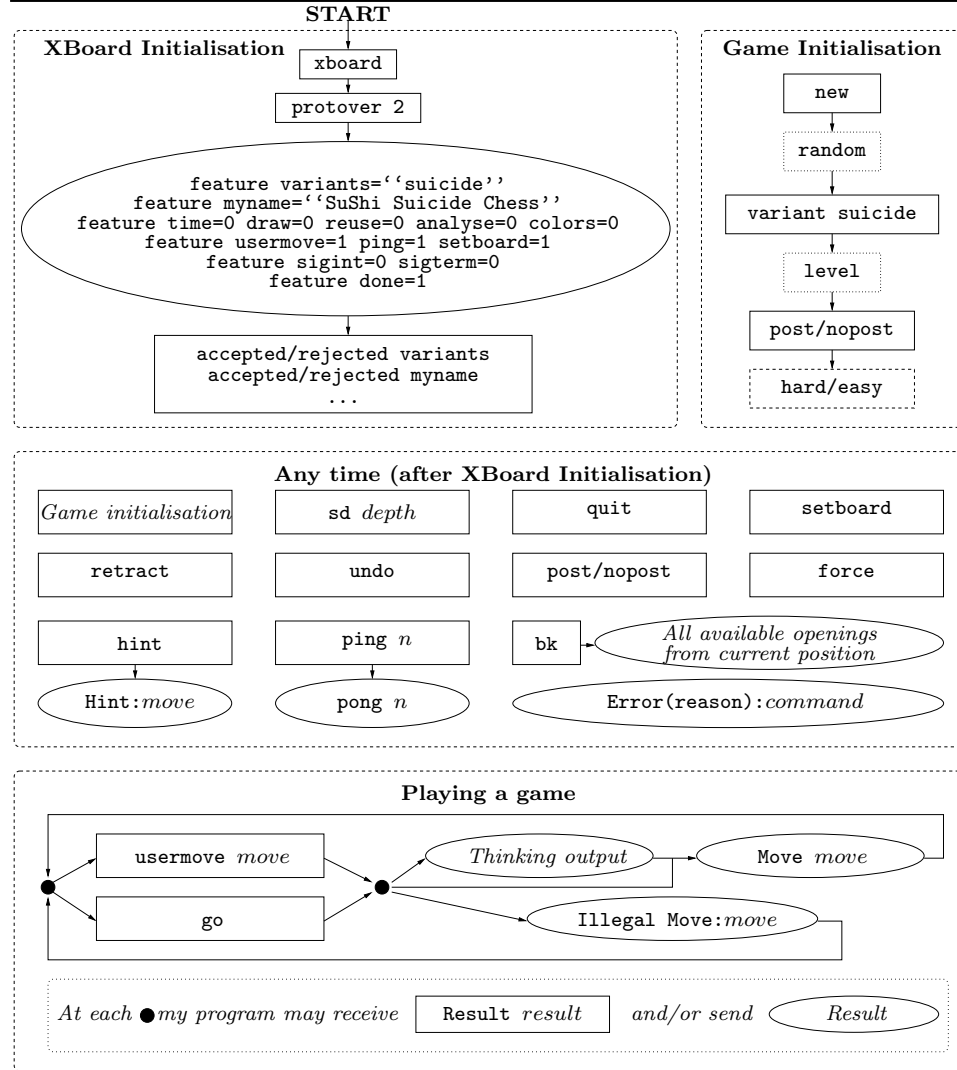 START
XBoard Initialisation
xboard
protover 2
feature variants=‘‘suicide’’
feature myname=‘‘SuShi Suicide Chess’’
feature time=0 draw=0 reuse=0 analyse=0 colors=0
feature usermove=1 ping=1 setboard=1
feature sigint=0 sigterm=0
feature done=1
accepted/rejected variants
accepted/rejected myname
...
Game Initialisation
new
random
variant suicide
level
post/nopost
hard/easy
Any time (after XBoard Initialisation)
Game initialisation
sd depth
quit
setboard
retract
undo
post/nopost
force
hint
ping n
bk
All available openings
from current position
Hint:move
pong n
Error(reason):command
Playing a game
usermove move
Thinking output
Move move
go
Illegal Move:move
At each my program may receive Result result and/or send Result